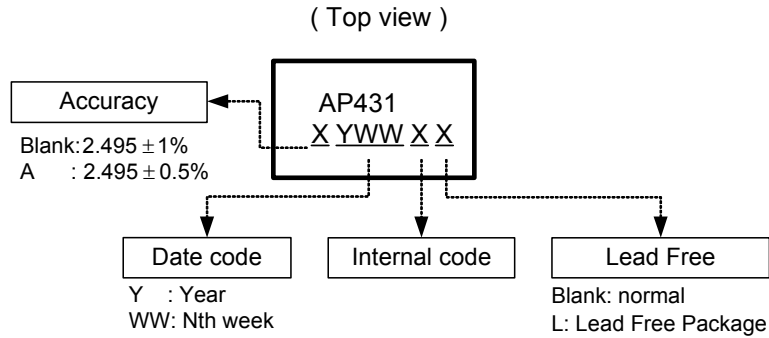 ( Top view )
AP431
X YWW X X
Accuracy
Blank:2.495 ± 1%
A : 2.495 ± 0.5%
Date code
Y : Year
WW: Nth week
Internal code
Lead Free
Blank: normal
L: Lead Free Package